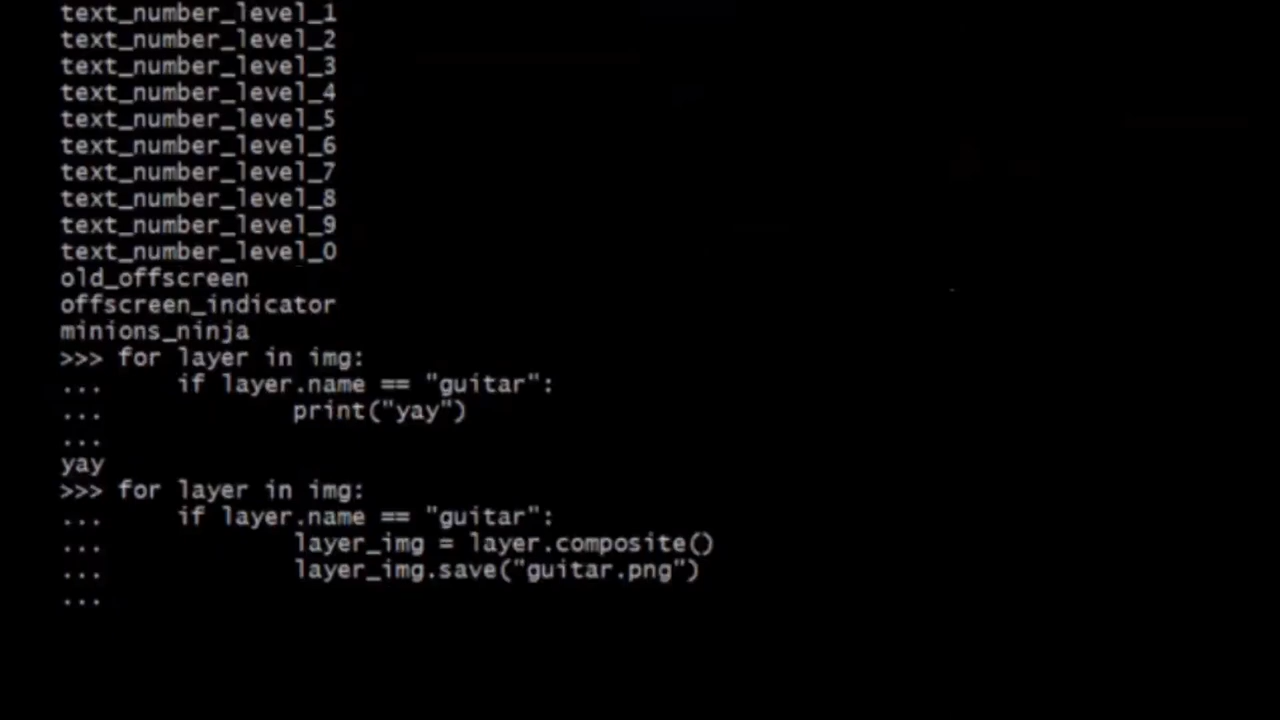 text_number_level_1
text_number_level_2
text_number_level_3
text_number_level_4
text_number_level_5
text_number_level_6
text_number_level_7
text_number_level_8
text_number_level_9
text_number_level_0
old_offscreen
offscreen_indicator
minions_ninja
>>> for layer in img:
...     if layer.name == "guitar":
...             print("yay")
...
yay
>>> for layer in img:
...     if layer.name == "guitar":
...             layer_img = layer.composite()
...             layer_img.save("guitar.png")
...